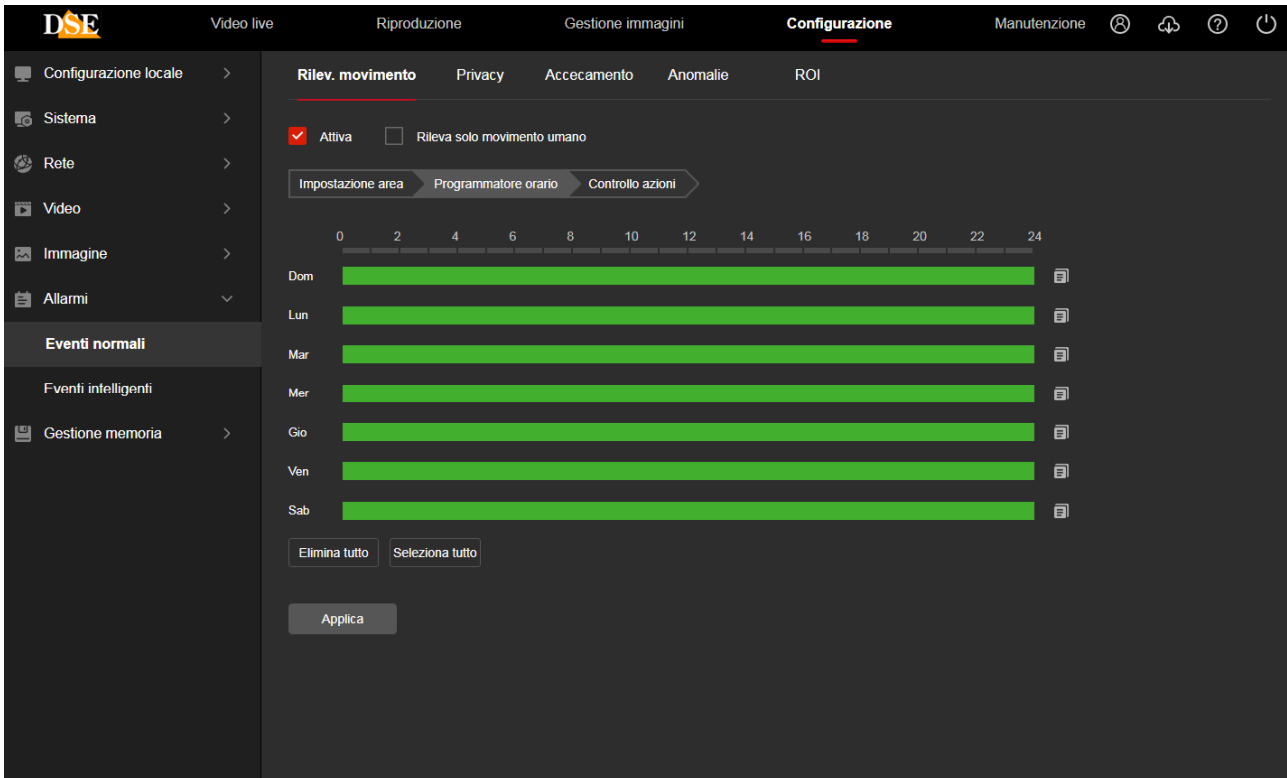 DSE Video live Riproduzione Gestione immagini Configurazione Manutenzione
Configurazione locale
Sistema
Rete
Video
Immagine
Allarmi
Eventi normali
Eventi intelligenti
Gestione memoria
Rilev. movimento Privacy Accecamento Anomalie ROI
Attiva Rileva solo movimento umano
Impostazione area Programmatore orario Controllo azioni
0 2 4 6 8 10 12 14 16 18 20 22 24
Dom
Lun
Mar
Mer
Gio
Ven
Sab
Elimina tutto Seleziona tutto
Applica